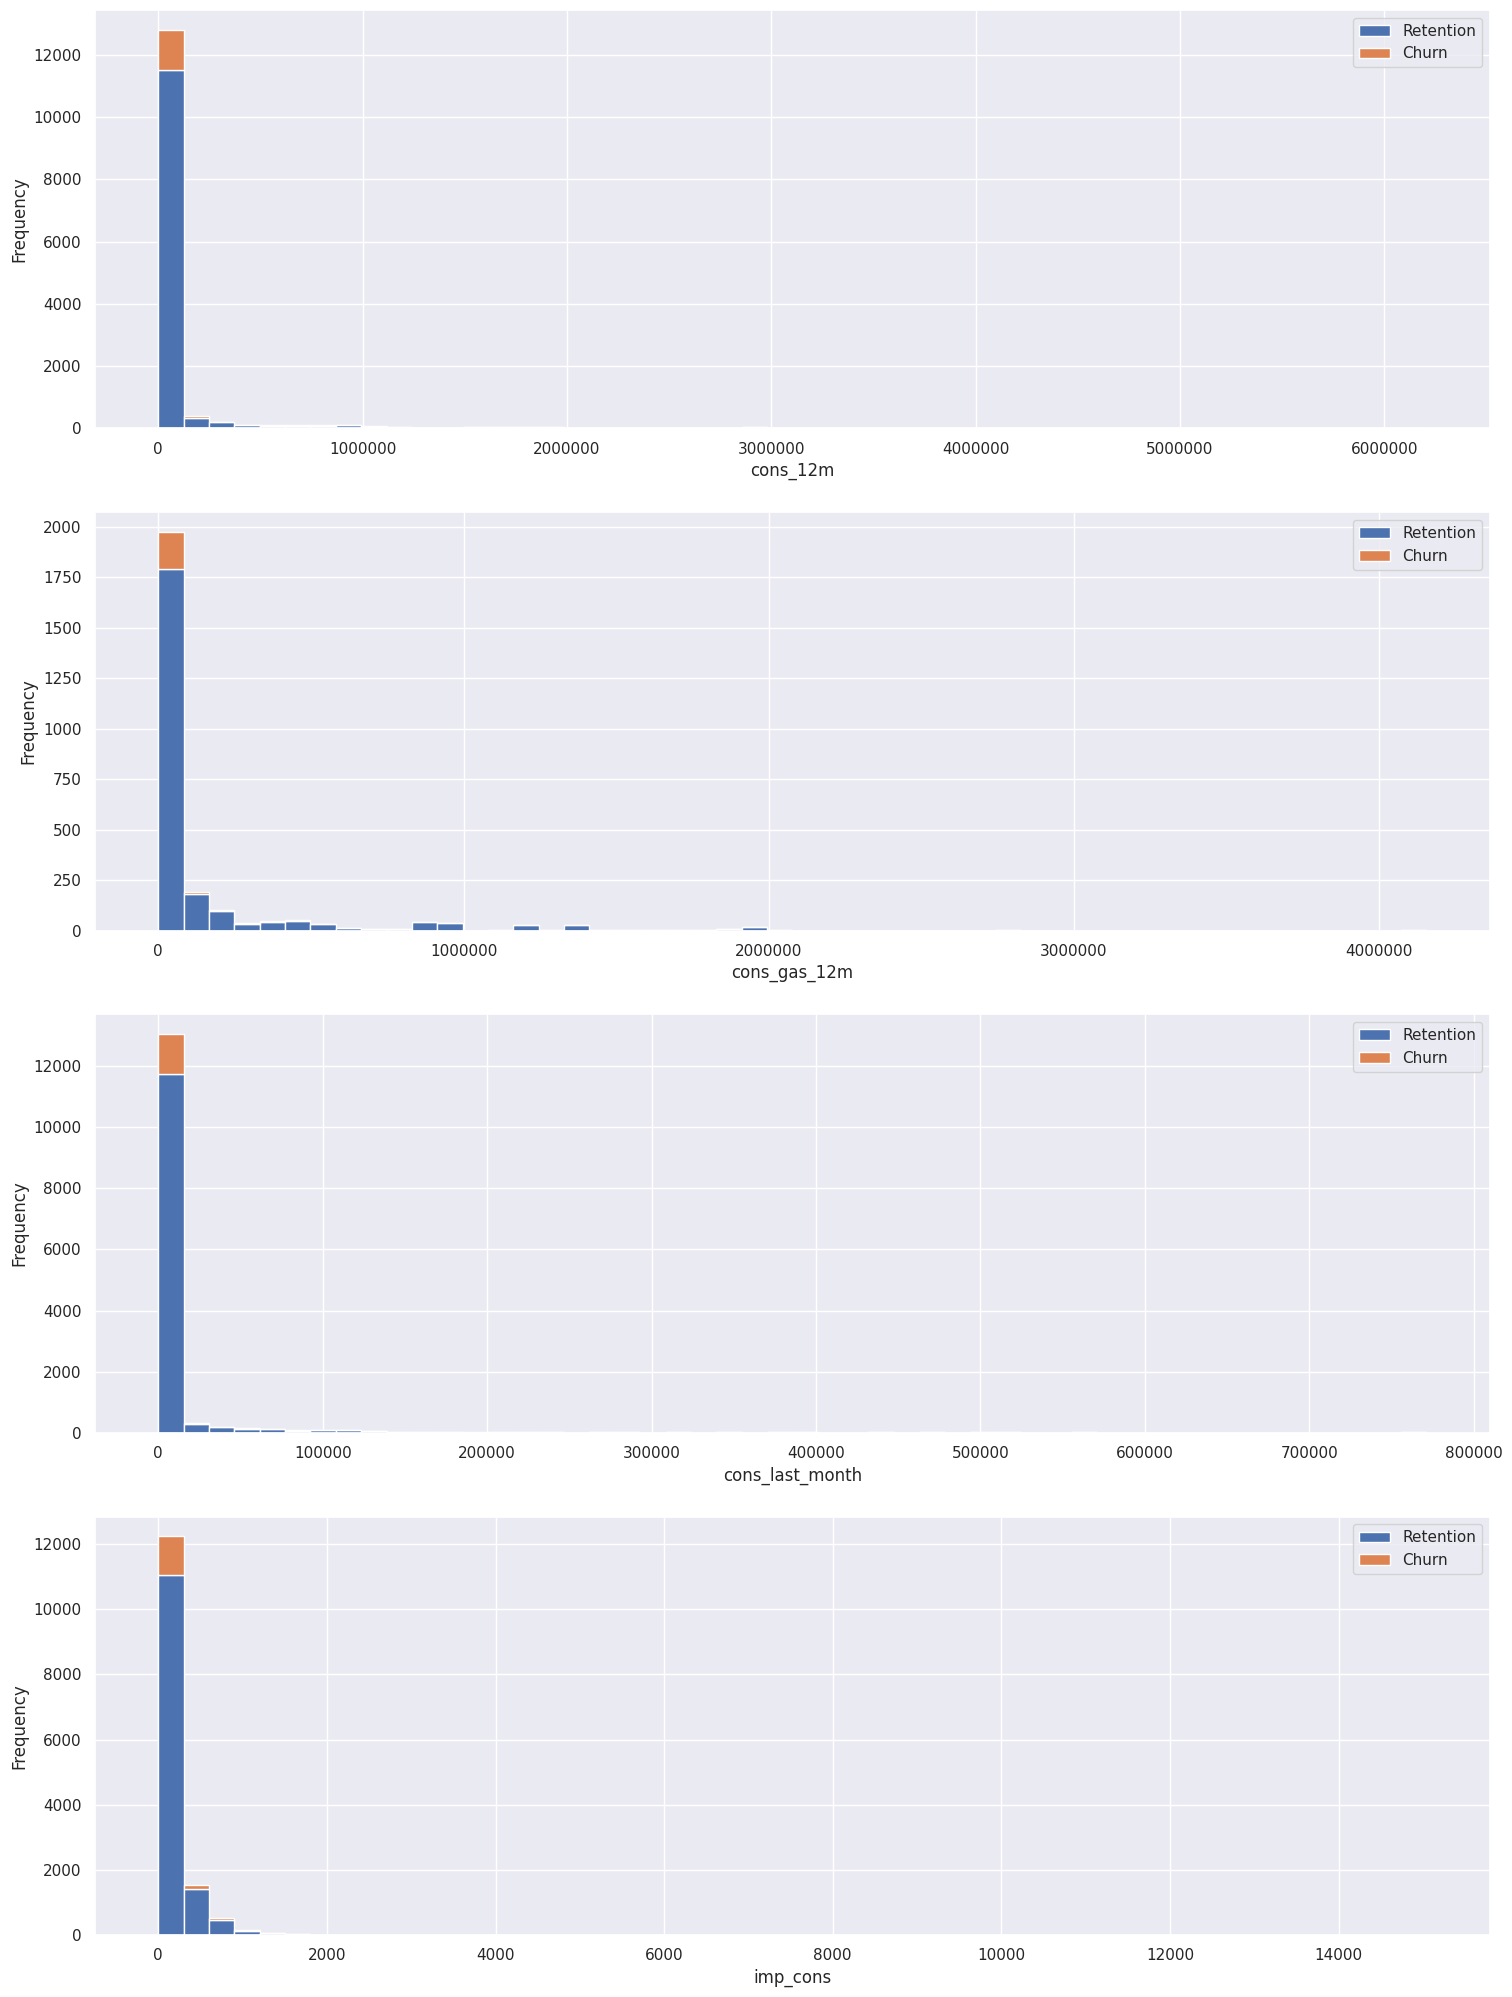 Retention
Churn
12000
10000
8000
6000
4000
2000
0
Frequency
0 1000000 2000000 3000000 4000000 5000000 6000000
cons_12m
Retention
Churn
2000
1750
1500
1250
1000
750
500
250
0
Frequency
0 1000000 2000000 3000000 4000000
cons_gas_12m
Retention
Churn
12000
10000
8000
6000
4000
2000
0
Frequency
0 100000 200000 300000 400000 500000 600000 700000 800000
cons_last_month
Retention
Churn
12000
10000
8000
6000
4000
2000
0
Frequency
0 2000 4000 6000 8000 10000 12000 14000
imp_cons